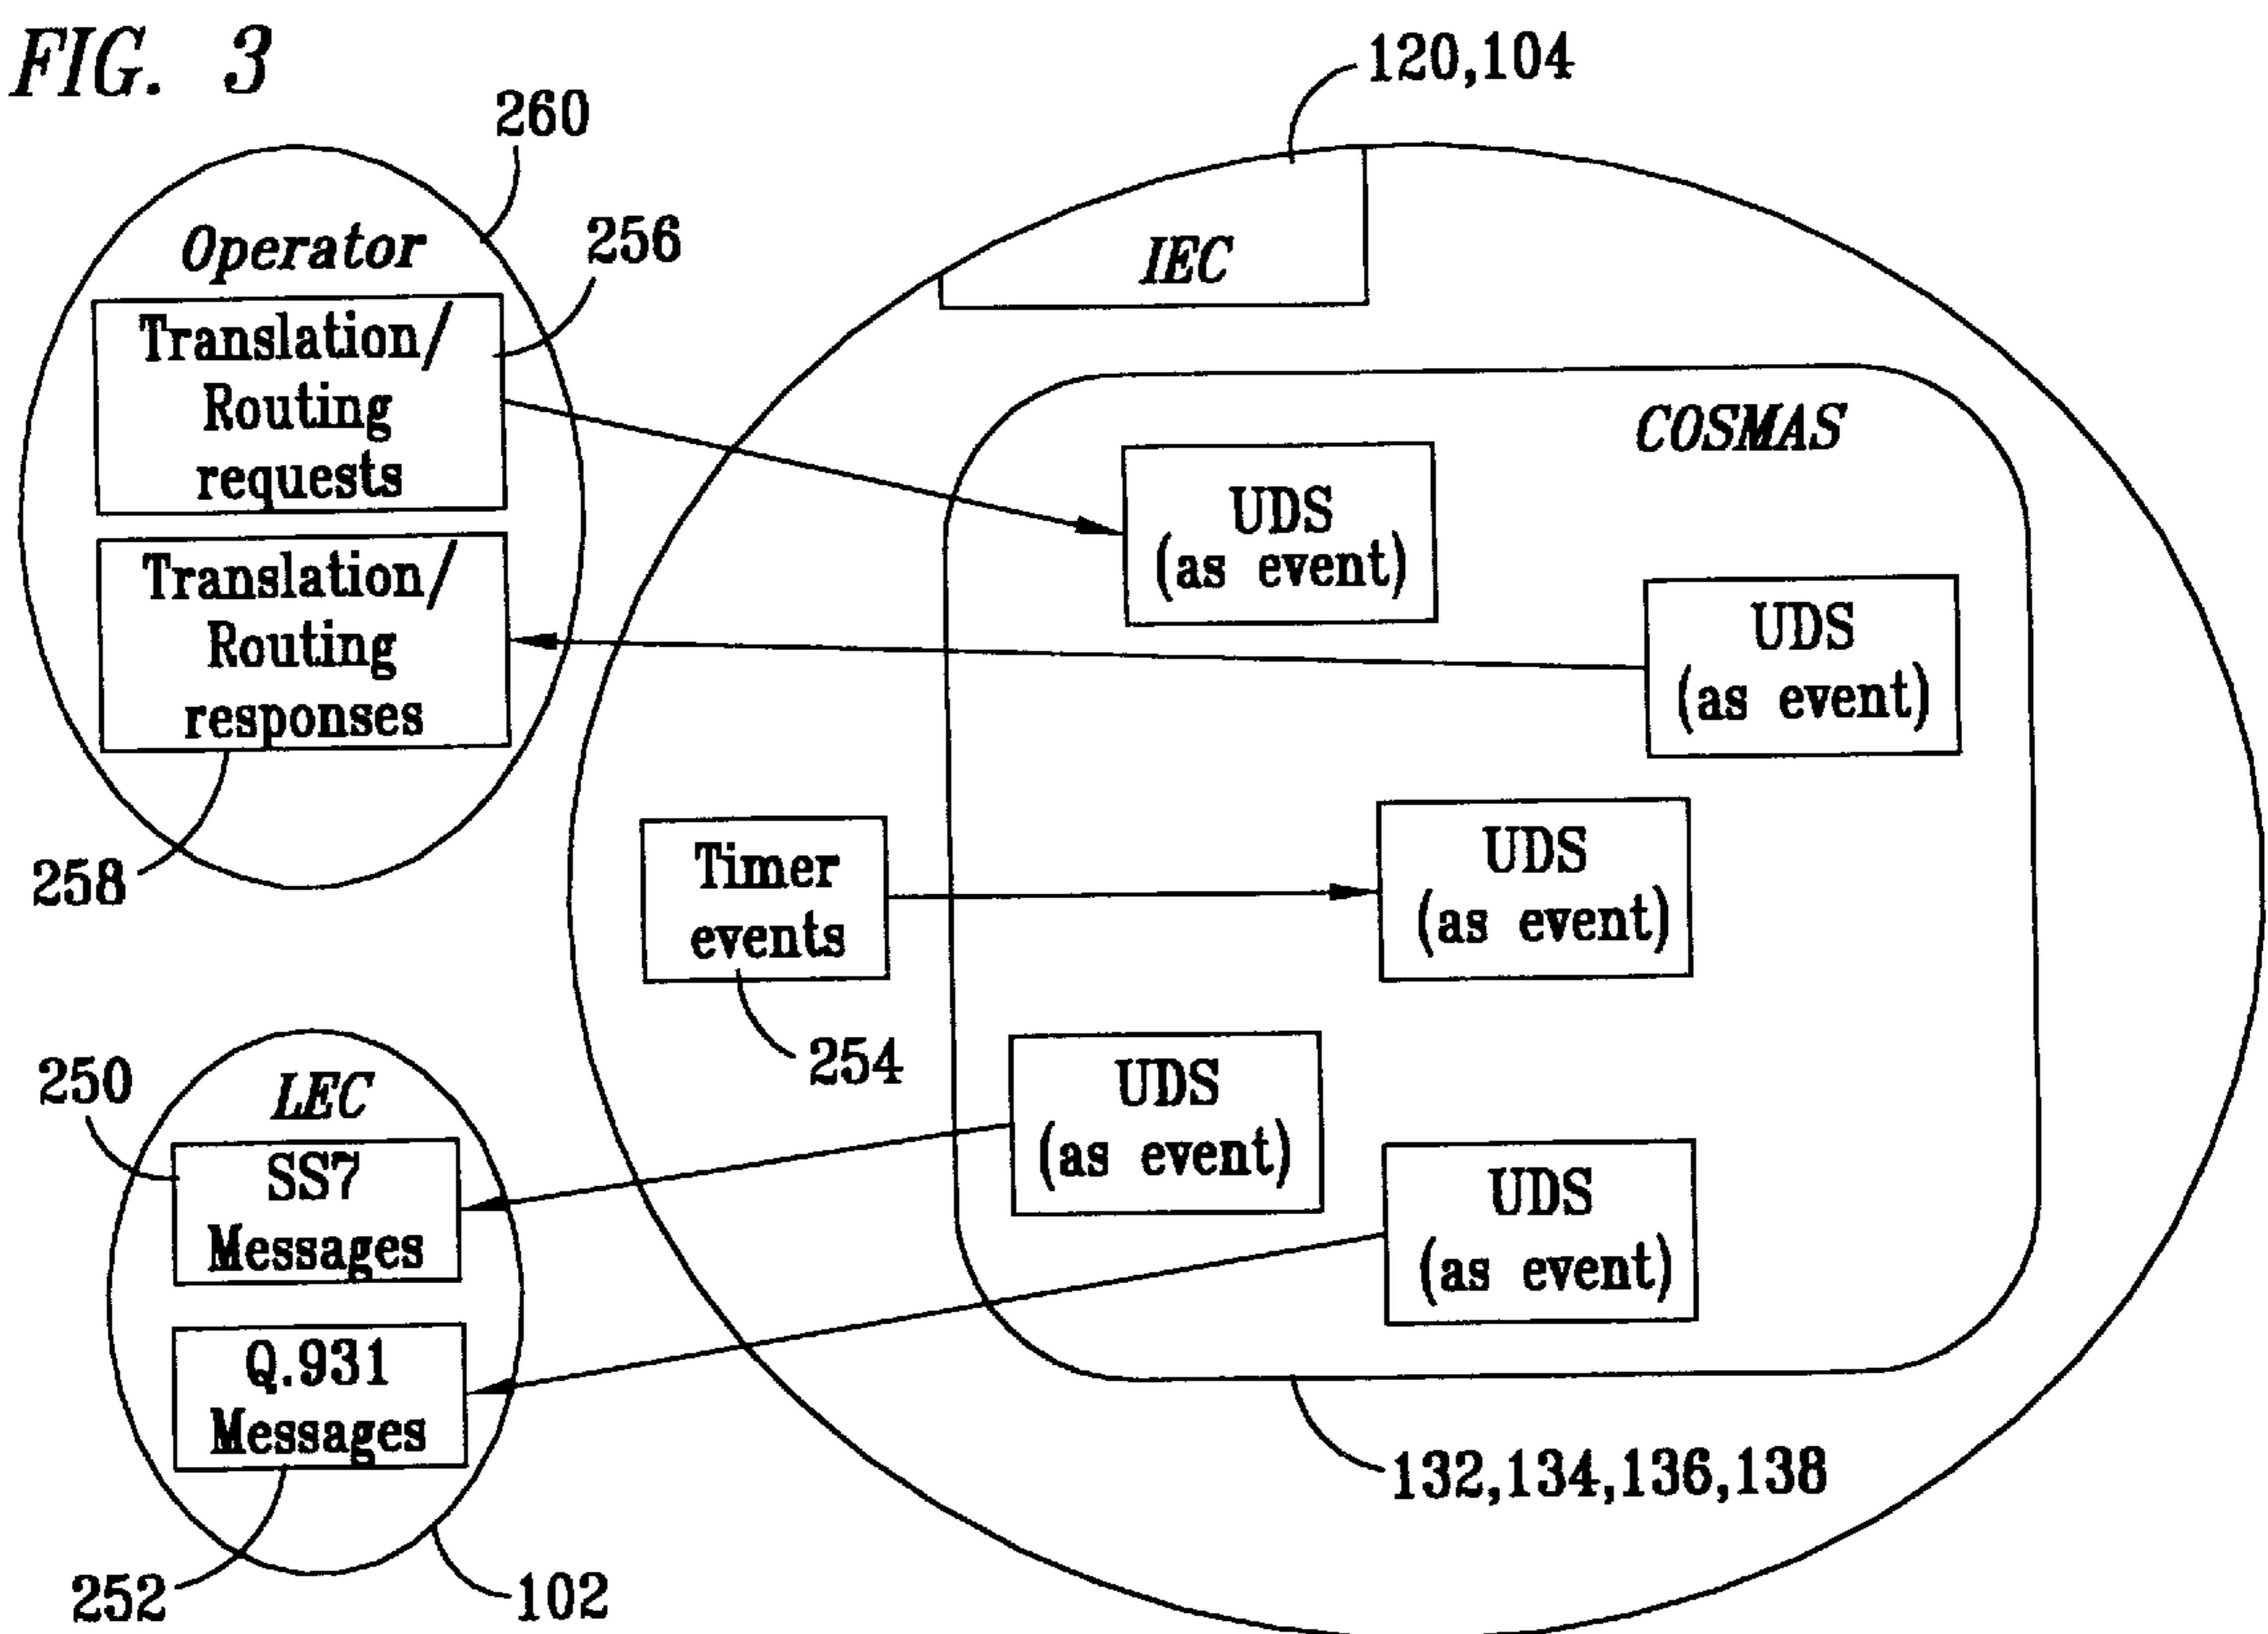 FIG. 3
120,104
260
Operator
256
Translation/
Routing
requests
Translation/
Routing
responses
258
IEC
COSMAS
UDS
(as event)
UDS
(as event)
Timer
events
254
UDS
(as event)
UDS
(as event)
UDS
(as event)
250
LEC
SS7
Messages
Q.931
Messages
252
102
132,134,136,138